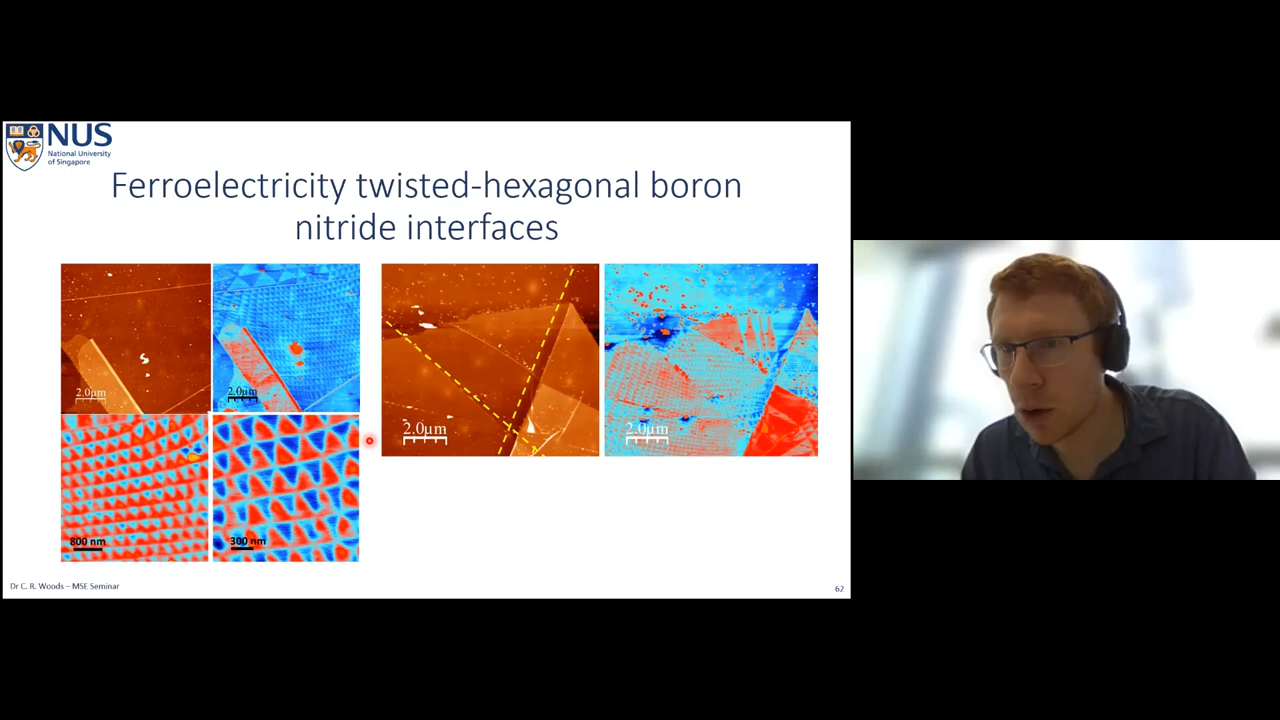 NUS
National University
of Singapore
Ferroelectricity twisted-hexagonal boron
nitride interfaces
2.0μm
2.0μm
2.0μm
2.0μm
800 nm
300 nm
Dr C. R. Woods – MSE Seminar
62